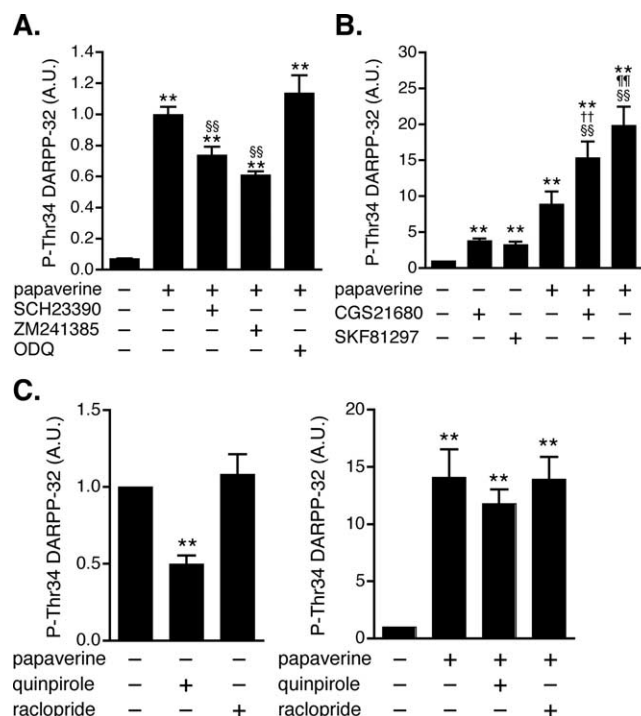 A.
P-Thr34 DARPP-32 (A.U.)
1.4
1.2
1.0
0.8
0.6
0.4
0.2
0.0
**
§§
**
§§
**
**
papaverine – + + + +
SCH23390 – – + – –
ZM241385 – – – + –
ODQ – – – – +
B.
P-Thr34 DARPP-32 (A.U.)
30
25
20
15
10
5
0
**
**
**
**
††
§§
**
¶¶
§§
papaverine – – – + + +
CGS21680 – + – – + –
SKF81297 – – + – – +
C.
P-Thr34 DARPP-32 (A.U.)
1.5
1.0
0.5
0.0
**
papaverine – – –
quinpirole – + –
raclopride – – +
P-Thr34 DARPP-32 (A.U.)
20
15
10
5
0
**
**
**
papaverine – + + +
quinpirole – – + –
raclopride – – – +